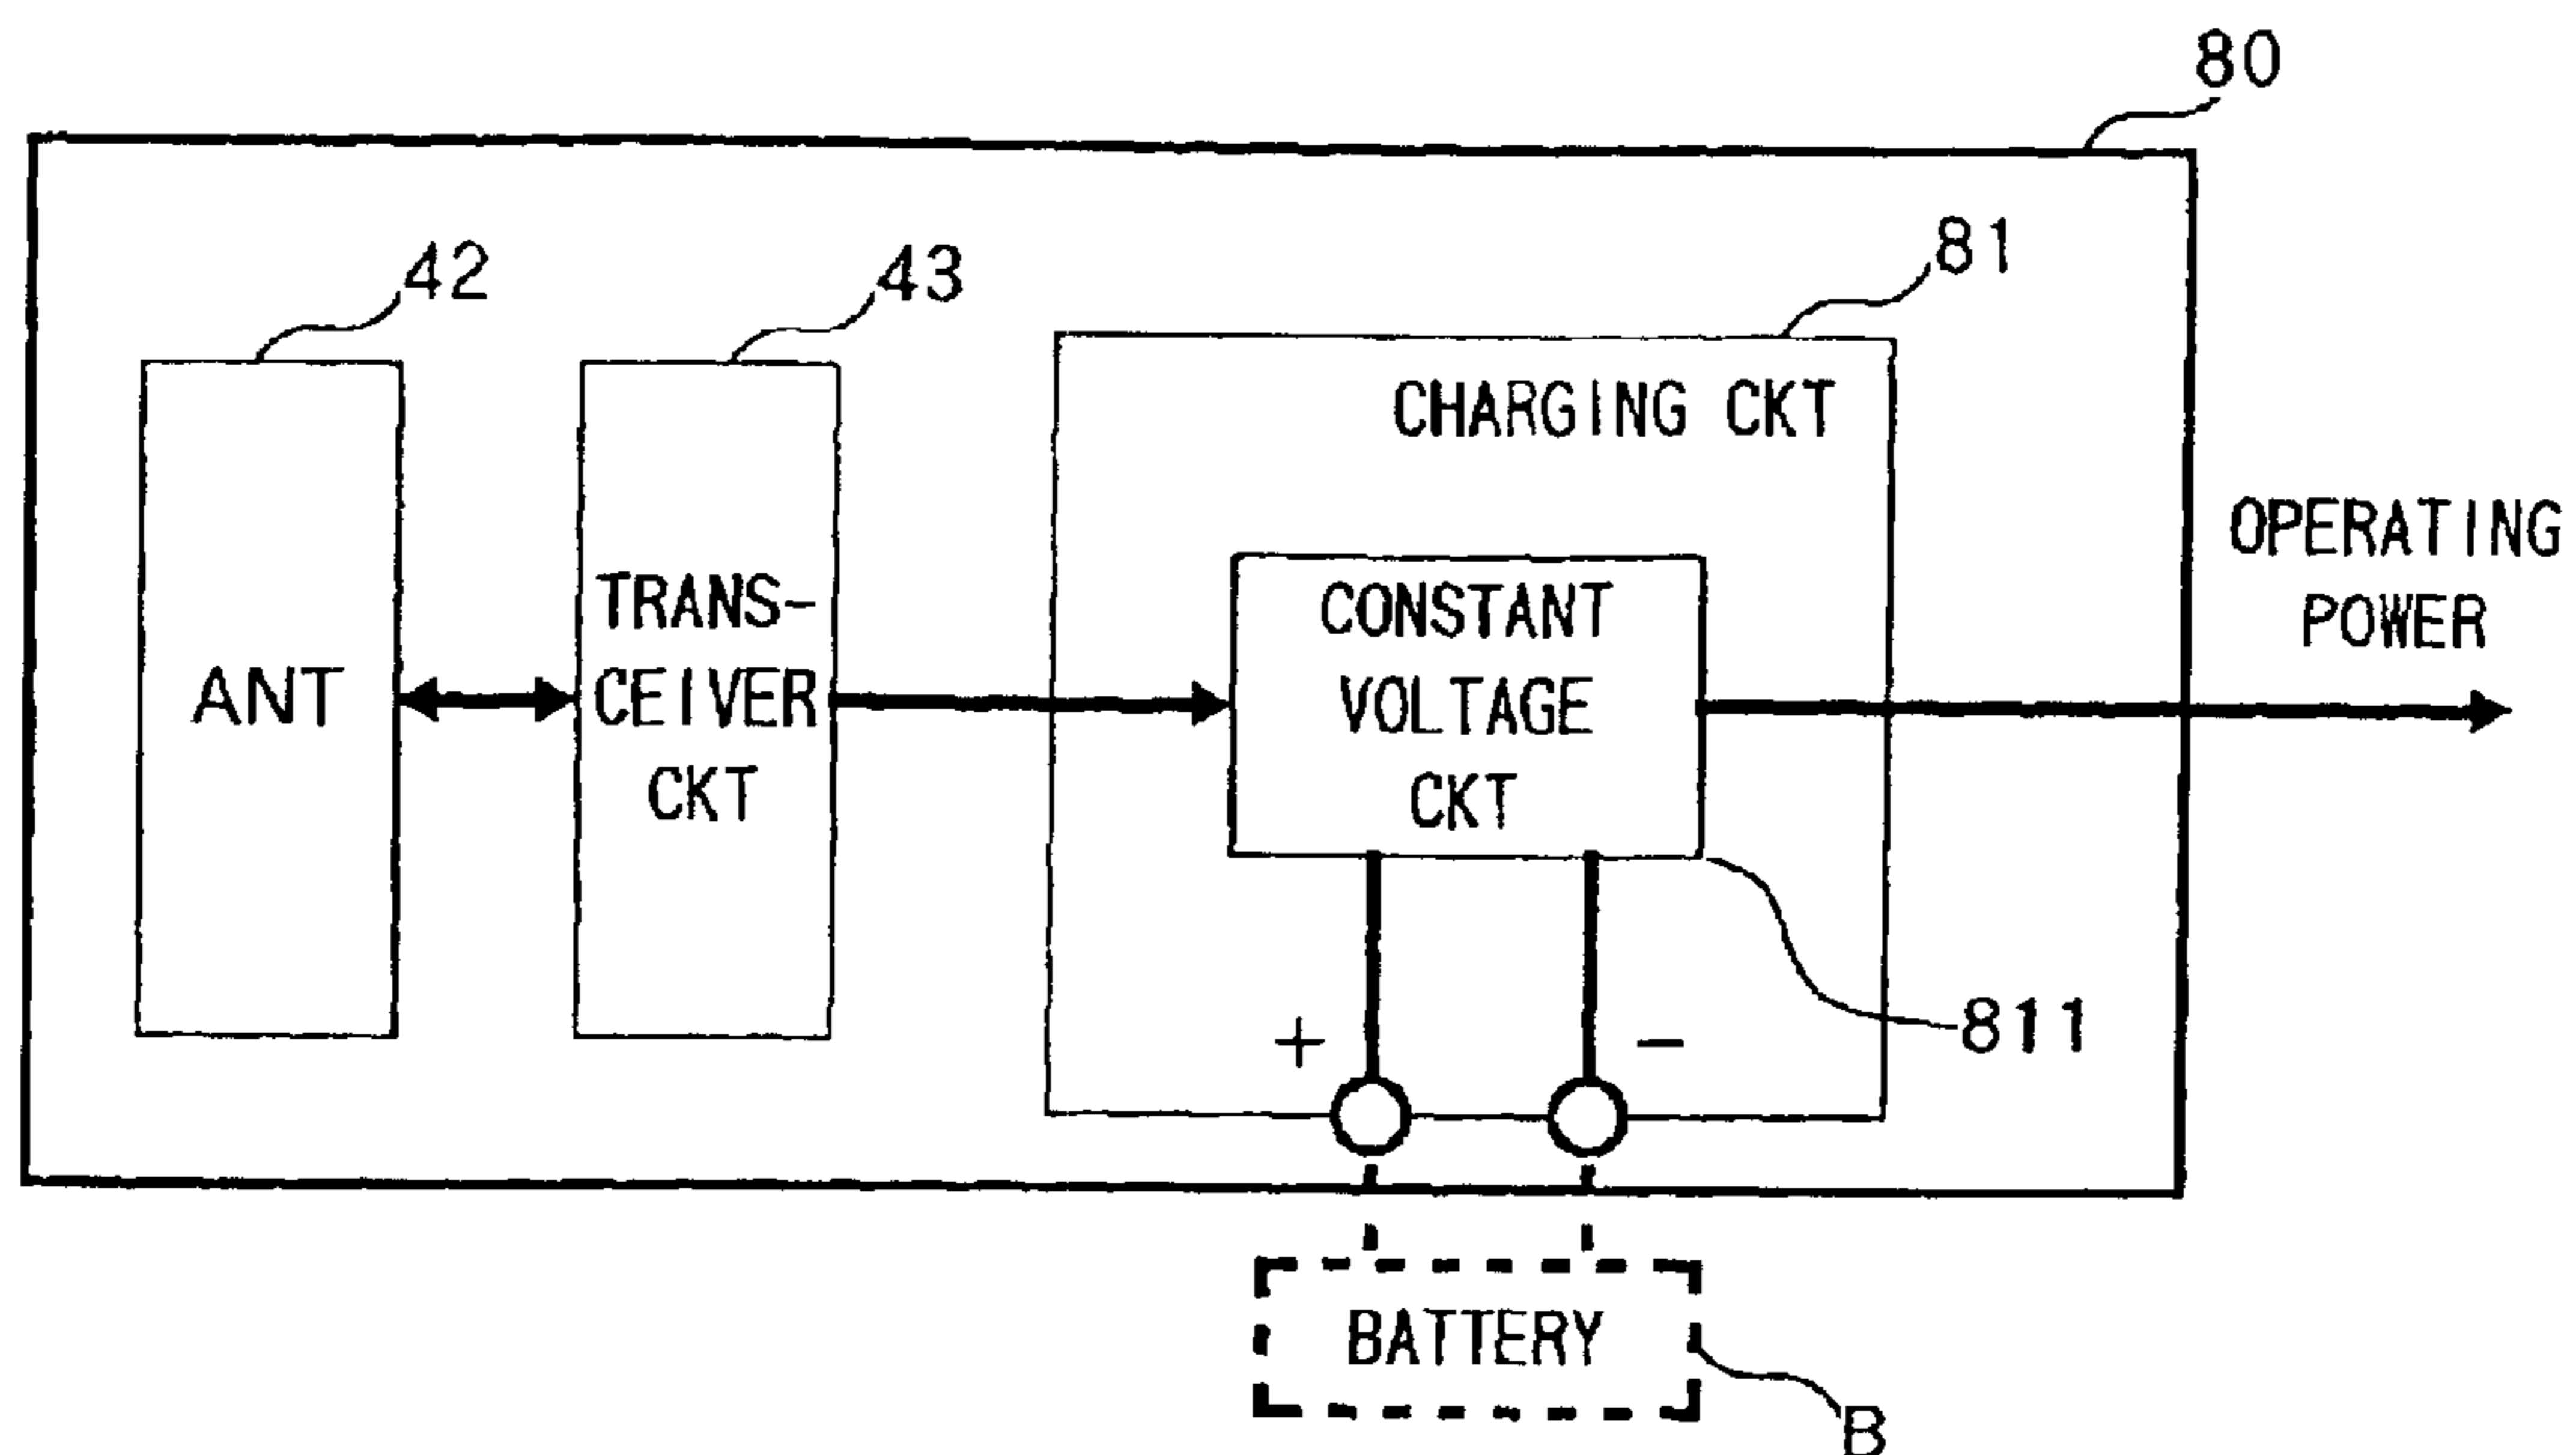 80
42
43
81
CHARGING CKT
OPERATING
POWER
CONSTANT
VOLTAGE
CKT
TRANS-
CEIVER
CKT
ANT
+
-
811
BATTERY
B